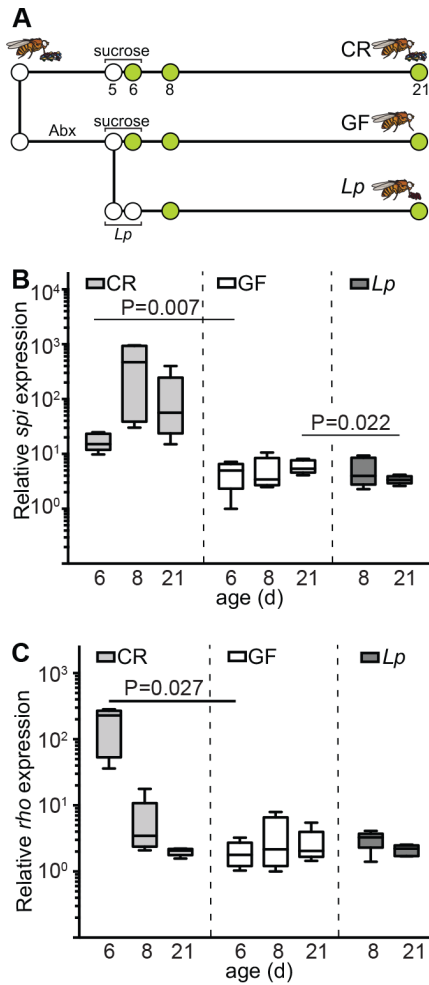 A
sucrose
CR
5 6 8 21
Abx
sucrose
GF
Lp
Lp
B
CR GF Lp
P=0.007
P=0.022
Relative spi expression
10⁴
10³
10²
10¹
10⁰
6 8 21 6 8 21 8 21
age (d)
C
CR GF Lp
P=0.027
Relative rho expression
10³
10²
10¹
10⁰
6 8 21 6 8 21 8 21
age (d)